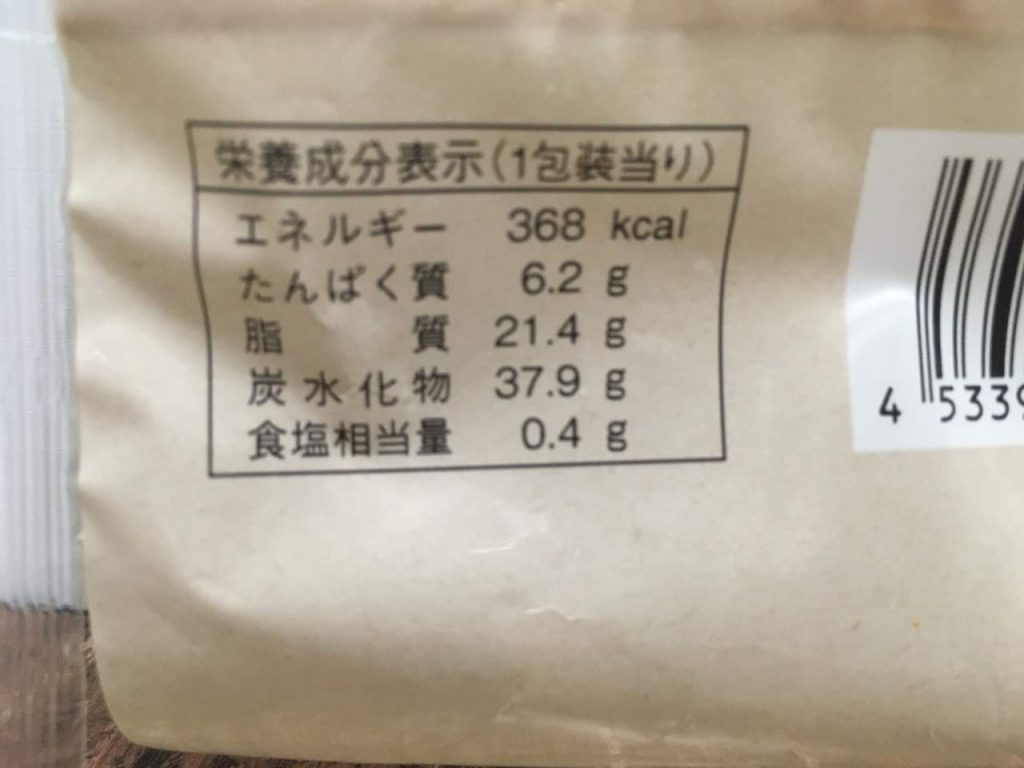 栄養成分表示(1包装当り)
エネルギー 368 kcal
たんぱく質 6.2 g
脂質 21.4 g
炭水化物 37.9 g
食塩相当量 0.4 g
4 5339